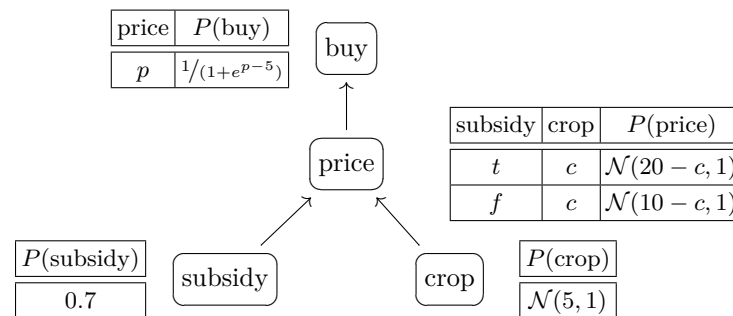 price P(buy)
p 1/(1+e^{p−5})
buy
price
subsidy crop P(price)
t c N(20 − c, 1)
f c N(10 − c, 1)
P(subsidy)
0.7
subsidy
crop
P(crop)
N(5, 1)